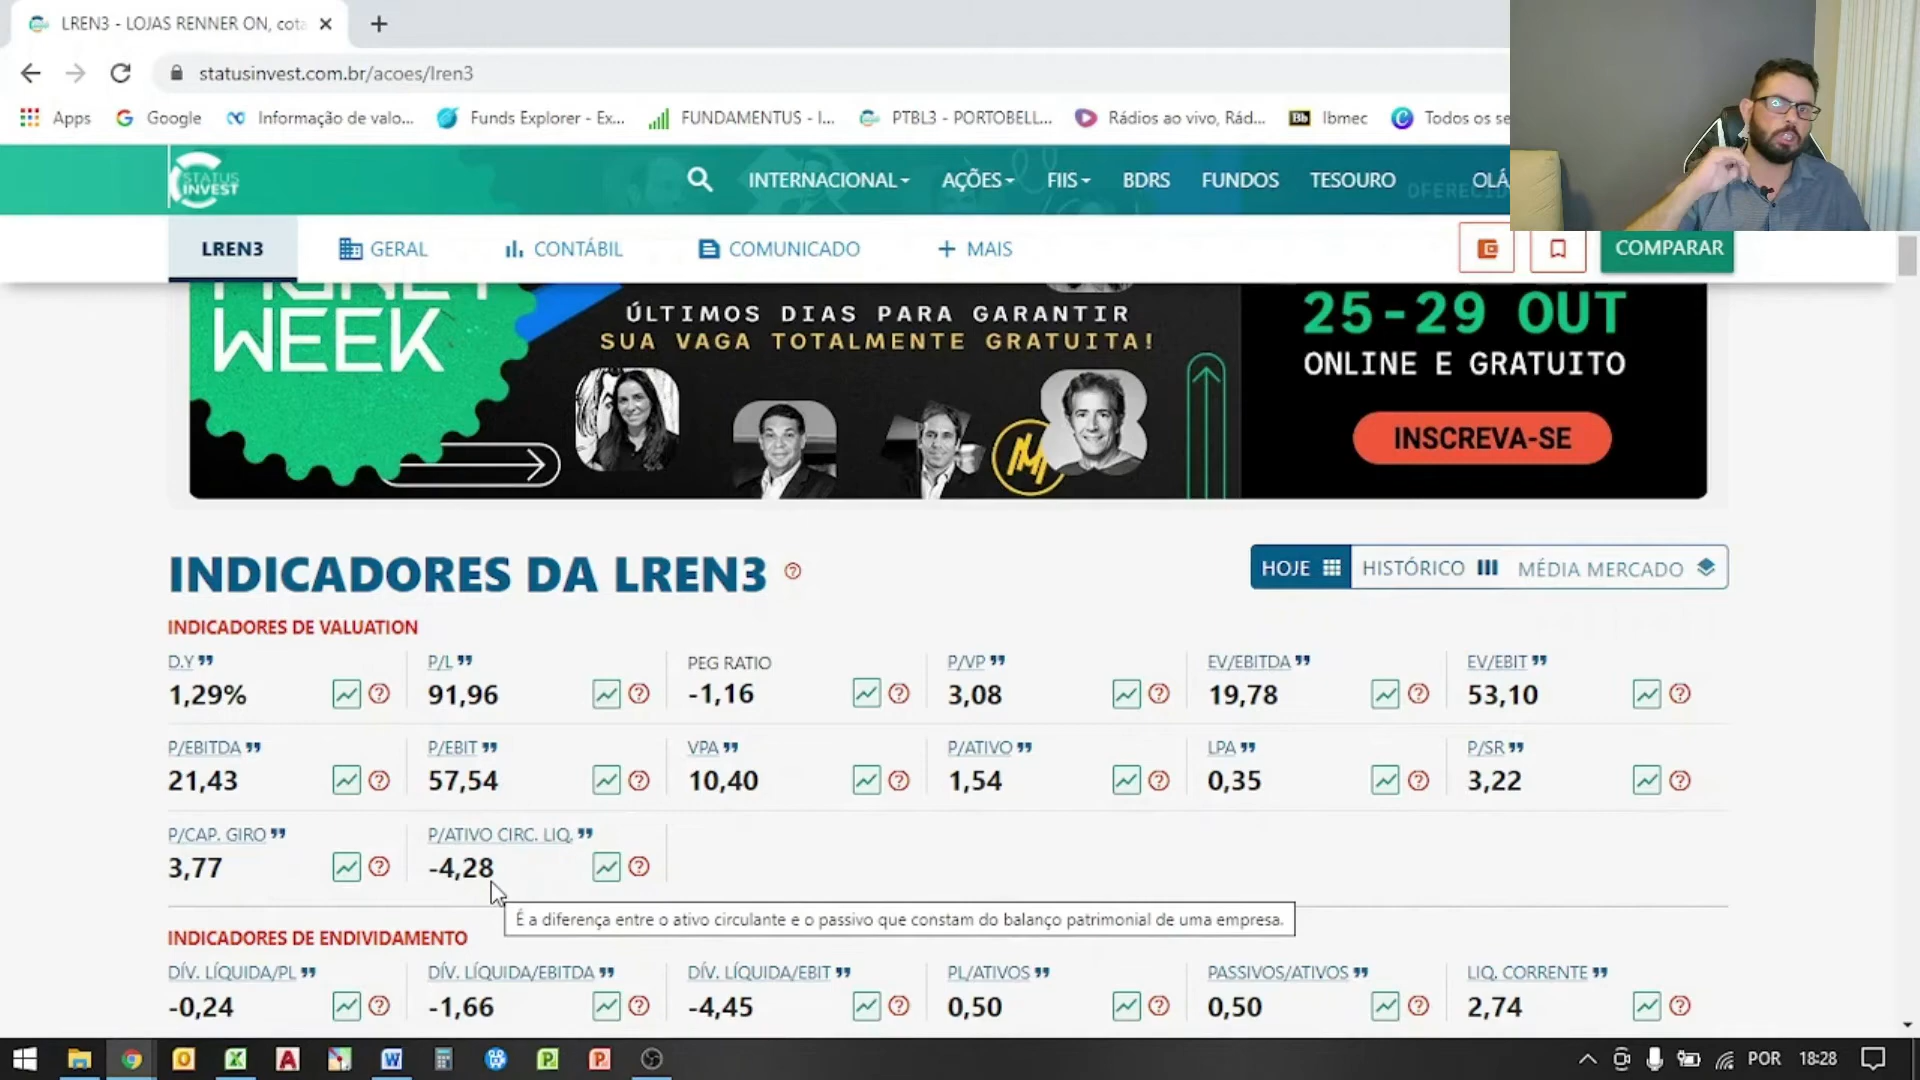 LREN3 - LOJAS RENNER ON, cota
statusinvest.com.br/acoes/lren3
Apps
Google
Informação de valo...
Funds Explorer - Ex...
FUNDAMENTUS - I...
PTBL3 - PORTOBELL...
Rádios ao vivo, Rád...
Bb
Ibmec
Todos os se
STATUS
INVEST
INTERNACIONAL
AÇÕES
FIIS
BDRS
FUNDOS
TESOURO
OLÁ
LREN3
GERAL
CONTÁBIL
COMUNICADO
+ MAIS
COMPARAR
MONEY
WEEK
ÚLTIMOS DIAS PARA GARANTIR
SUA VAGA TOTALMENTE GRATUITA!
25-29 OUT
ONLINE E GRATUITO
INSCREVA-SE
INDICADORES DA LREN3
HOJE
HISTÓRICO
MÉDIA MERCADO
INDICADORES DE VALUATION
D.Y
P/L
PEG RATIO
P/VP
EV/EBITDA
EV/EBIT
1,29%
91,96
-1,16
3,08
19,78
53,10
P/EBITDA
P/EBIT
VPA
P/ATIVO
LPA
P/SR
21,43
57,54
10,40
1,54
0,35
3,22
P/CAP. GIRO
P/ATIVO CIRC. LIQ.
3,77
-4,28
É a diferença entre o ativo circulante e o passivo que constam do balanço patrimonial de uma empresa.
INDICADORES DE ENDIVIDAMENTO
DÍV. LÍQUIDA/PL
DÍV. LÍQUIDA/EBITDA
DÍV. LÍQUIDA/EBIT
PL/ATIVOS
PASSIVOS/ATIVOS
LIQ. CORRENTE
-0,24
-1,66
-4,45
0,50
0,50
2,74
POR
18:28